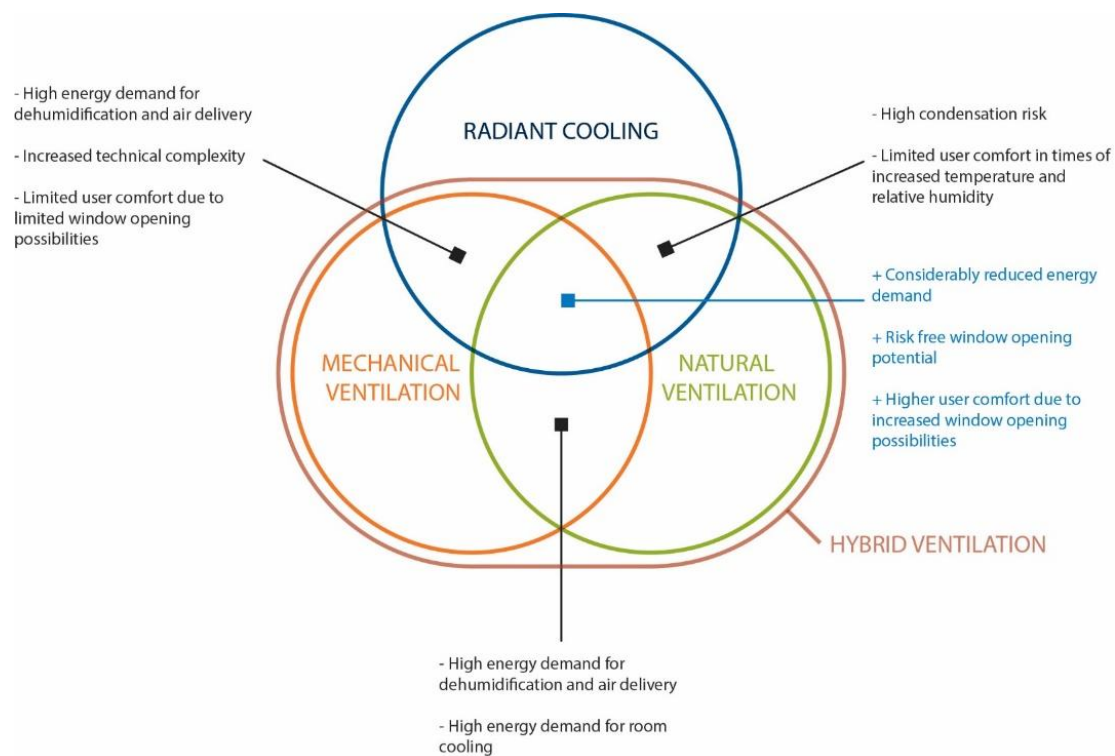 - High energy demand for
dehumidification and air delivery
- Increased technical complexity
- Limited user comfort due to
limited window opening
possibilities
RADIANT COOLING
- High condensation risk
- Limited user comfort in times of
increased temperature and
relative humidity
+ Considerably reduced energy
demand
+ Risk free window opening
potential
+ Higher user comfort due to
increased window opening
possibilities
MECHANICAL
VENTILATION
NATURAL
VENTILATION
HYBRID VENTILATION
- High energy demand for
dehumidification and air delivery
- High energy demand for room
cooling